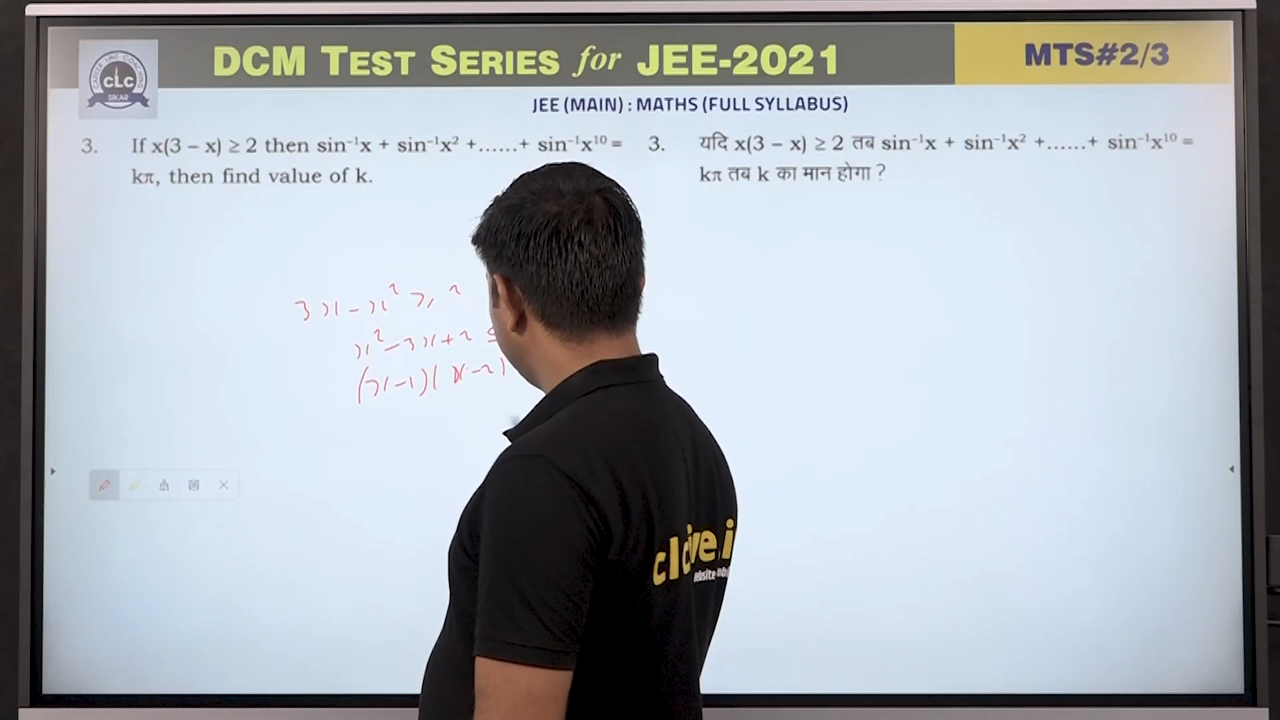 DCM TEST SERIES for JEE-2021
MTS#2/3
CLC
SIKAR
JEE (MAIN) : MATHS (FULL SYLLABUS)
3. If x(3 – x) ≥ 2 then sin⁻¹x + sin⁻¹x² +......+ sin⁻¹x¹⁰ =
kπ, then find value of k.
3. यदि x(3 – x) ≥ 2 तब sin⁻¹x + sin⁻¹x² +......+ sin⁻¹x¹⁰ =
kπ तब k का मान होगा ?
3x – x² ≥ 2
x² – 3x + 2 ≤
(x – 1)(x – 2)